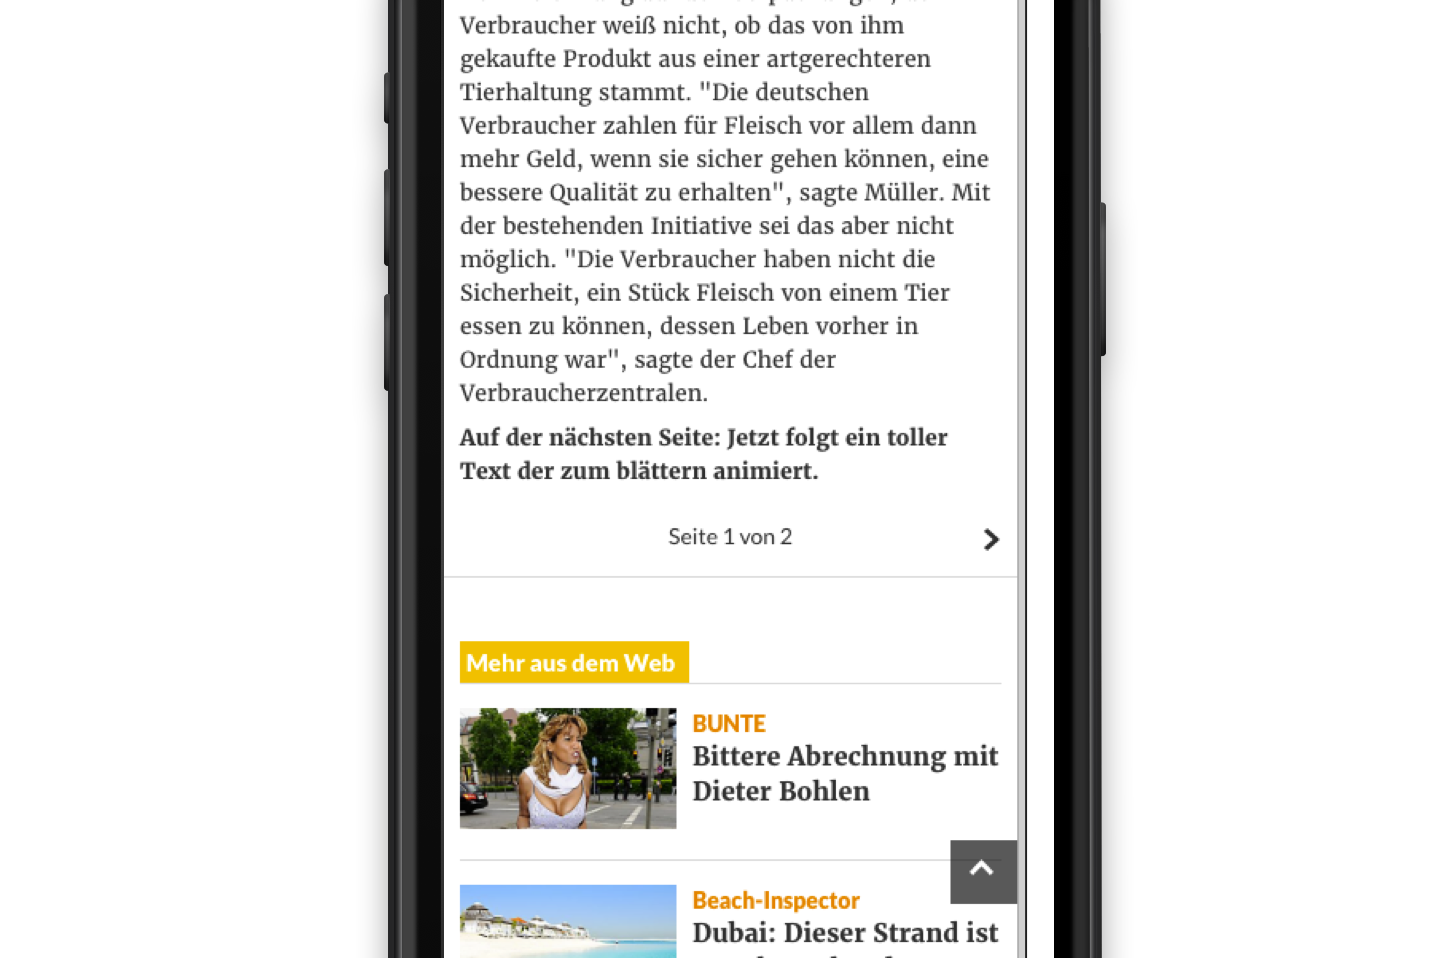 Verbraucher weiß nicht, ob das von ihm
gekaufte Produkt aus einer artgerechteren
Tierhaltung stammt. "Die deutschen
Verbraucher zahlen für Fleisch vor allem dann
mehr Geld, wenn sie sicher gehen können, eine
bessere Qualität zu erhalten", sagte Müller. Mit
der bestehenden Initiative sei das aber nicht
möglich. "Die Verbraucher haben nicht die
Sicherheit, ein Stück Fleisch von einem Tier
essen zu können, dessen Leben vorher in
Ordnung war", sagte der Chef der
Verbraucherzentralen.
Auf der nächsten Seite: Jetzt folgt ein toller
Text der zum blättern animiert.
Seite 1 von 2
Mehr aus dem Web
BUNTE
Bittere Abrechnung mit
Dieter Bohlen
Beach-Inspector
Dubai: Dieser Strand ist